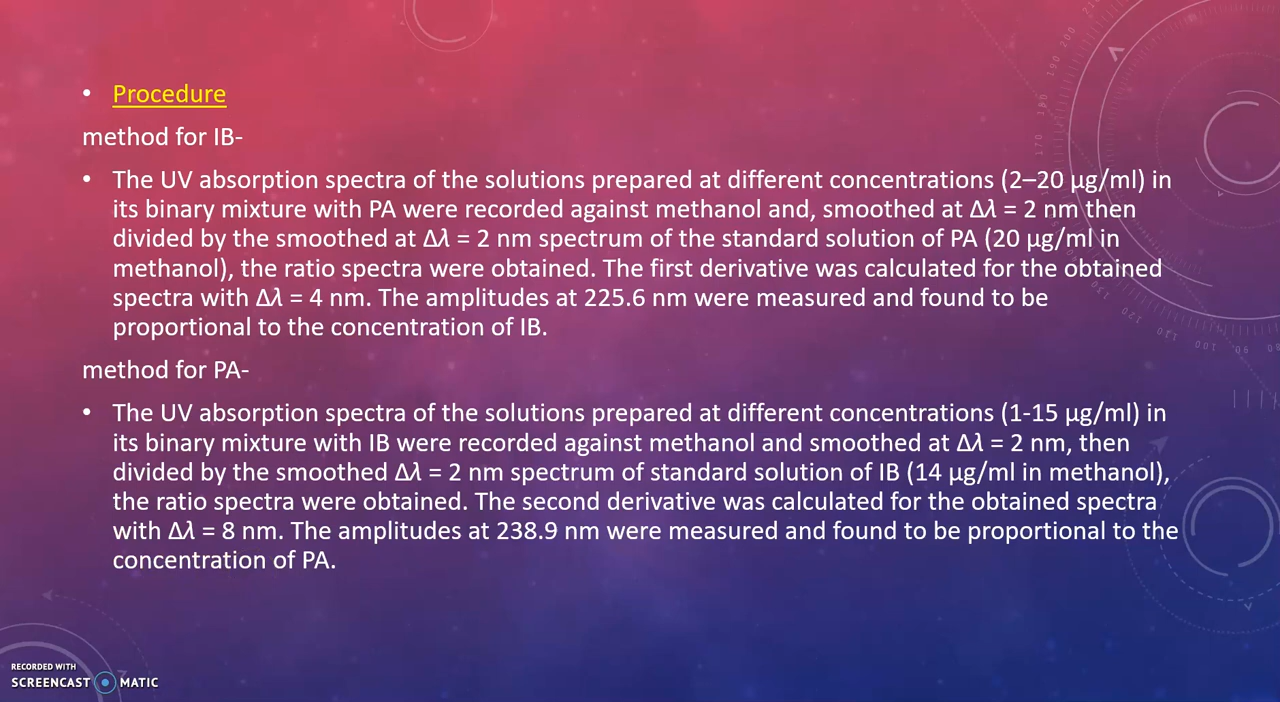 • Procedure
method for IB-
• The UV absorption spectra of the solutions prepared at different concentrations (2–20 µg/ml) in
its binary mixture with PA were recorded against methanol and, smoothed at Δλ = 2 nm then
divided by the smoothed at Δλ = 2 nm spectrum of the standard solution of PA (20 µg/ml in
methanol), the ratio spectra were obtained. The first derivative was calculated for the obtained
spectra with Δλ = 4 nm. The amplitudes at 225.6 nm were measured and found to be
proportional to the concentration of IB.
method for PA-
• The UV absorption spectra of the solutions prepared at different concentrations (1-15 µg/ml) in
its binary mixture with IB were recorded against methanol and smoothed at Δλ = 2 nm, then
divided by the smoothed Δλ = 2 nm spectrum of standard solution of IB (14 µg/ml in methanol),
the ratio spectra were obtained. The second derivative was calculated for the obtained spectra
with Δλ = 8 nm. The amplitudes at 238.9 nm were measured and found to be proportional to the
concentration of PA.
RECORDED WITH
SCREENCAST MATIC